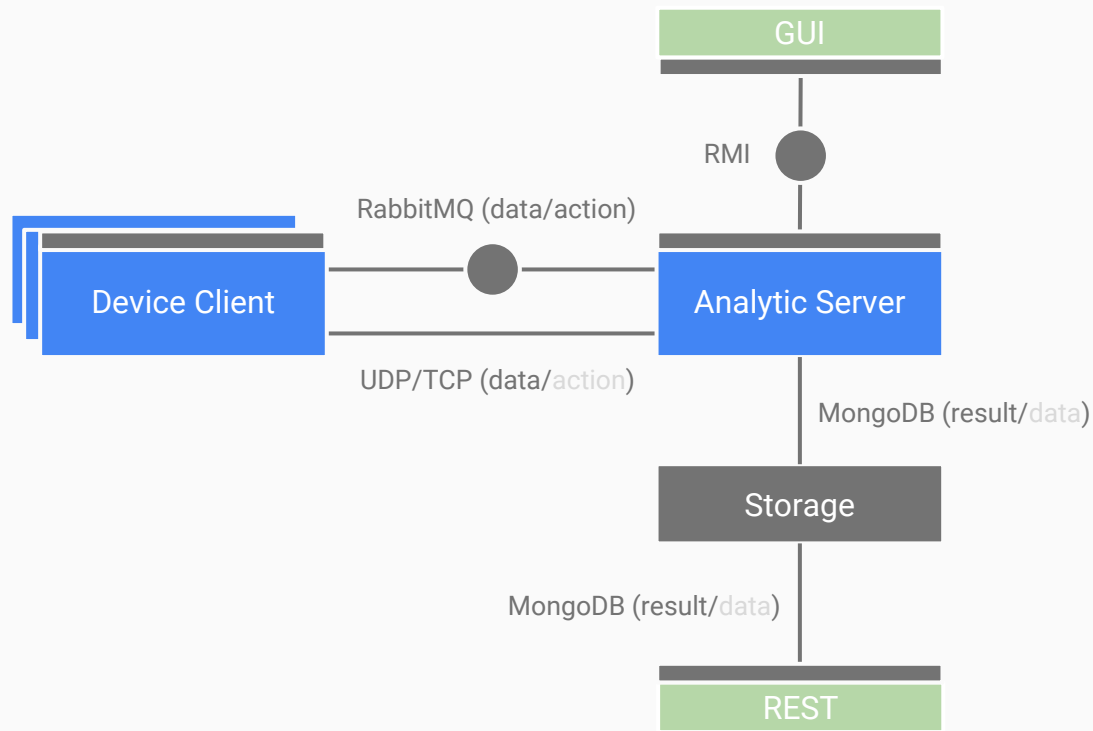 GUI
RMI
RabbitMQ (data/action)
Device Client
Analytic Server
UDP/TCP (data/action)
MongoDB (result/data)
Storage
MongoDB (result/data)
REST